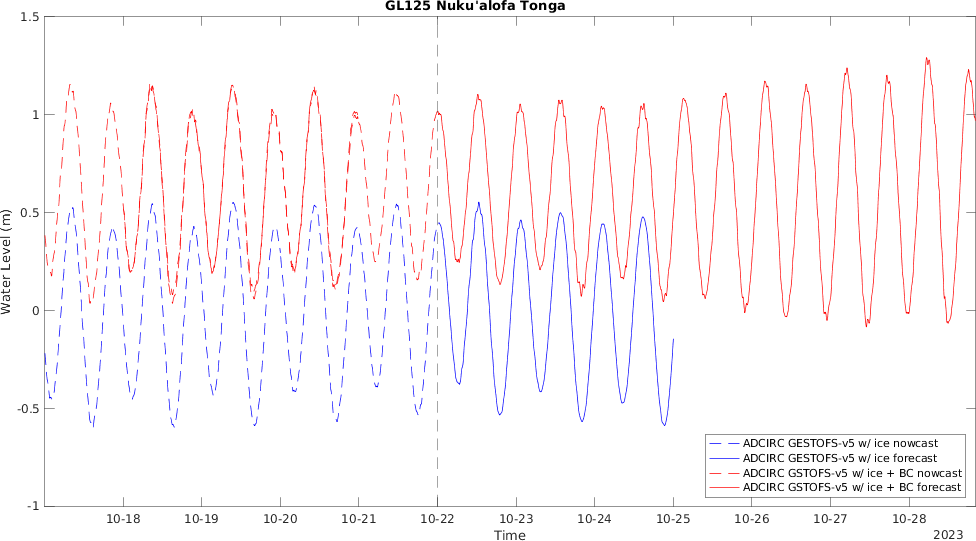 GL125 Nuku'alofa Tonga
1.5
1
0.5
0
-0.5
-1
Water Level (m)
10-18 10-19 10-20 10-21 10-22 10-23 10-24 10-25 10-26 10-27 10-28
Time
2023
ADCIRC GESTOFS-v5 w/ ice nowcast
ADCIRC GESTOFS-v5 w/ ice forecast
ADCIRC GSTOFS-v5 w/ ice + BC nowcast
ADCIRC GSTOFS-v5 w/ ice + BC forecast